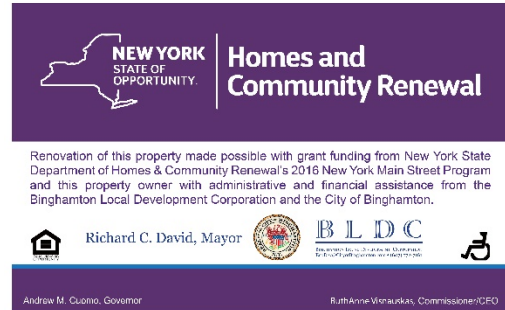 NEW YORK
STATE OF
OPPORTUNITY.
Homes and
Community Renewal
Renovation of this property made possible with grant funding from New York State
Department of Homes & Community Renewal's 2016 New York Main Street Program
and this property owner with administrative and financial assistance from the
Binghamton Local Development Corporation and the City of Binghamton.
Richard C. David, Mayor
B L D C
Andrew M. Cuomo, Governor
RuthAnne Visnauskas, Commissioner/CEO